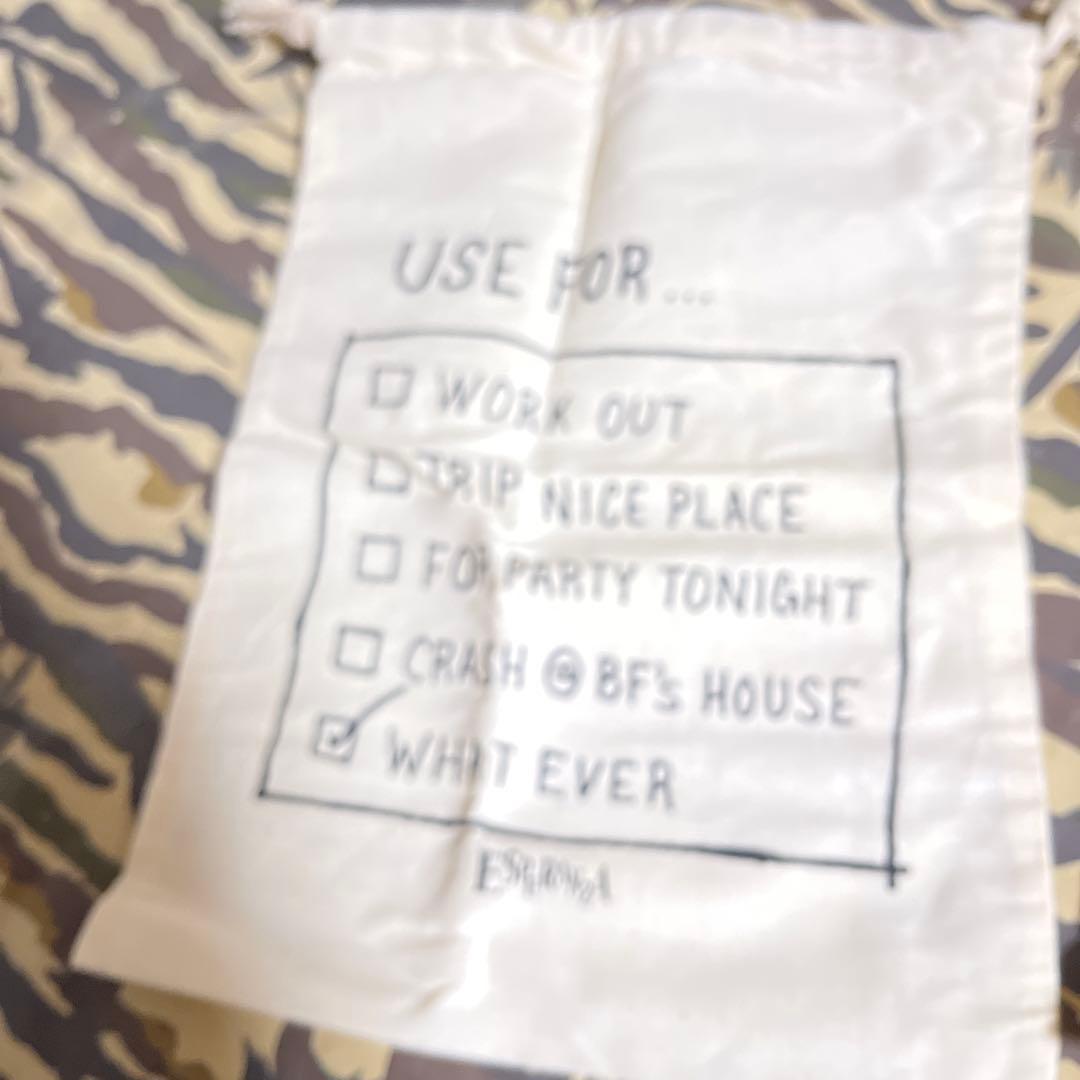 USE FOR...
WORK OUT
TRIP NICE PLACE
FOR PARTY TONIGHT
CRASH @ BF's HOUSE
WHAT EVER